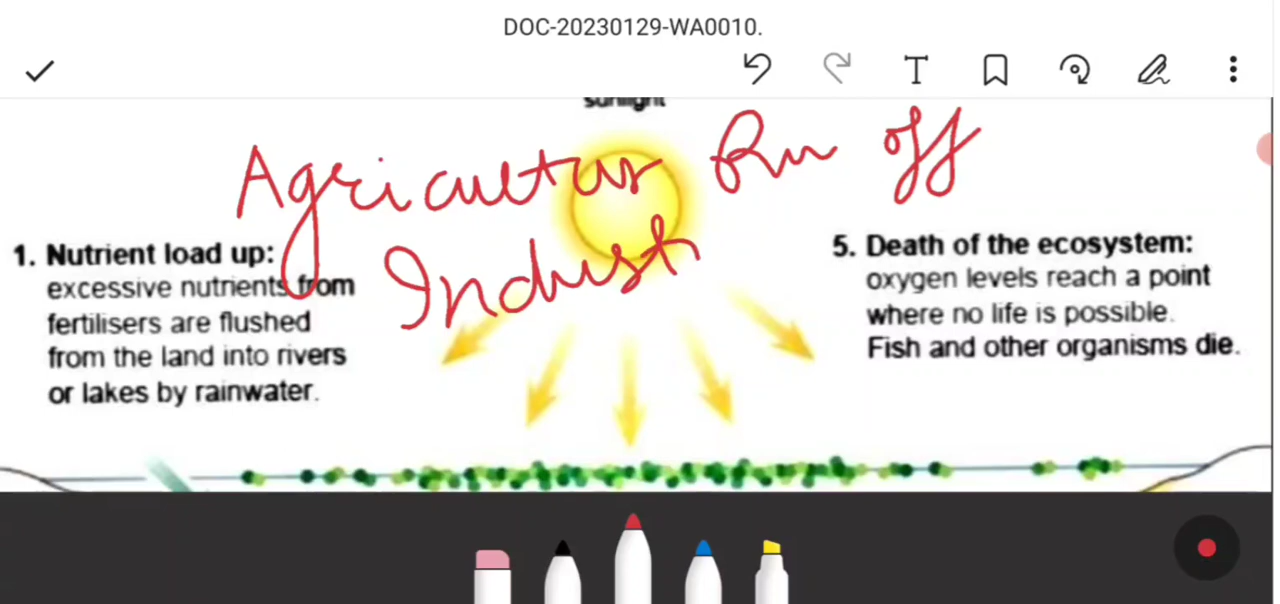 DOC-20230129-WA0010.
T
sunlight
Agricultur Run Off
Indust
1. Nutrient load up:
excessive nutrients from
fertilisers are flushed
from the land into rivers
or lakes by rainwater.
5. Death of the ecosystem:
oxygen levels reach a point
where no life is possible.
Fish and other organisms die.